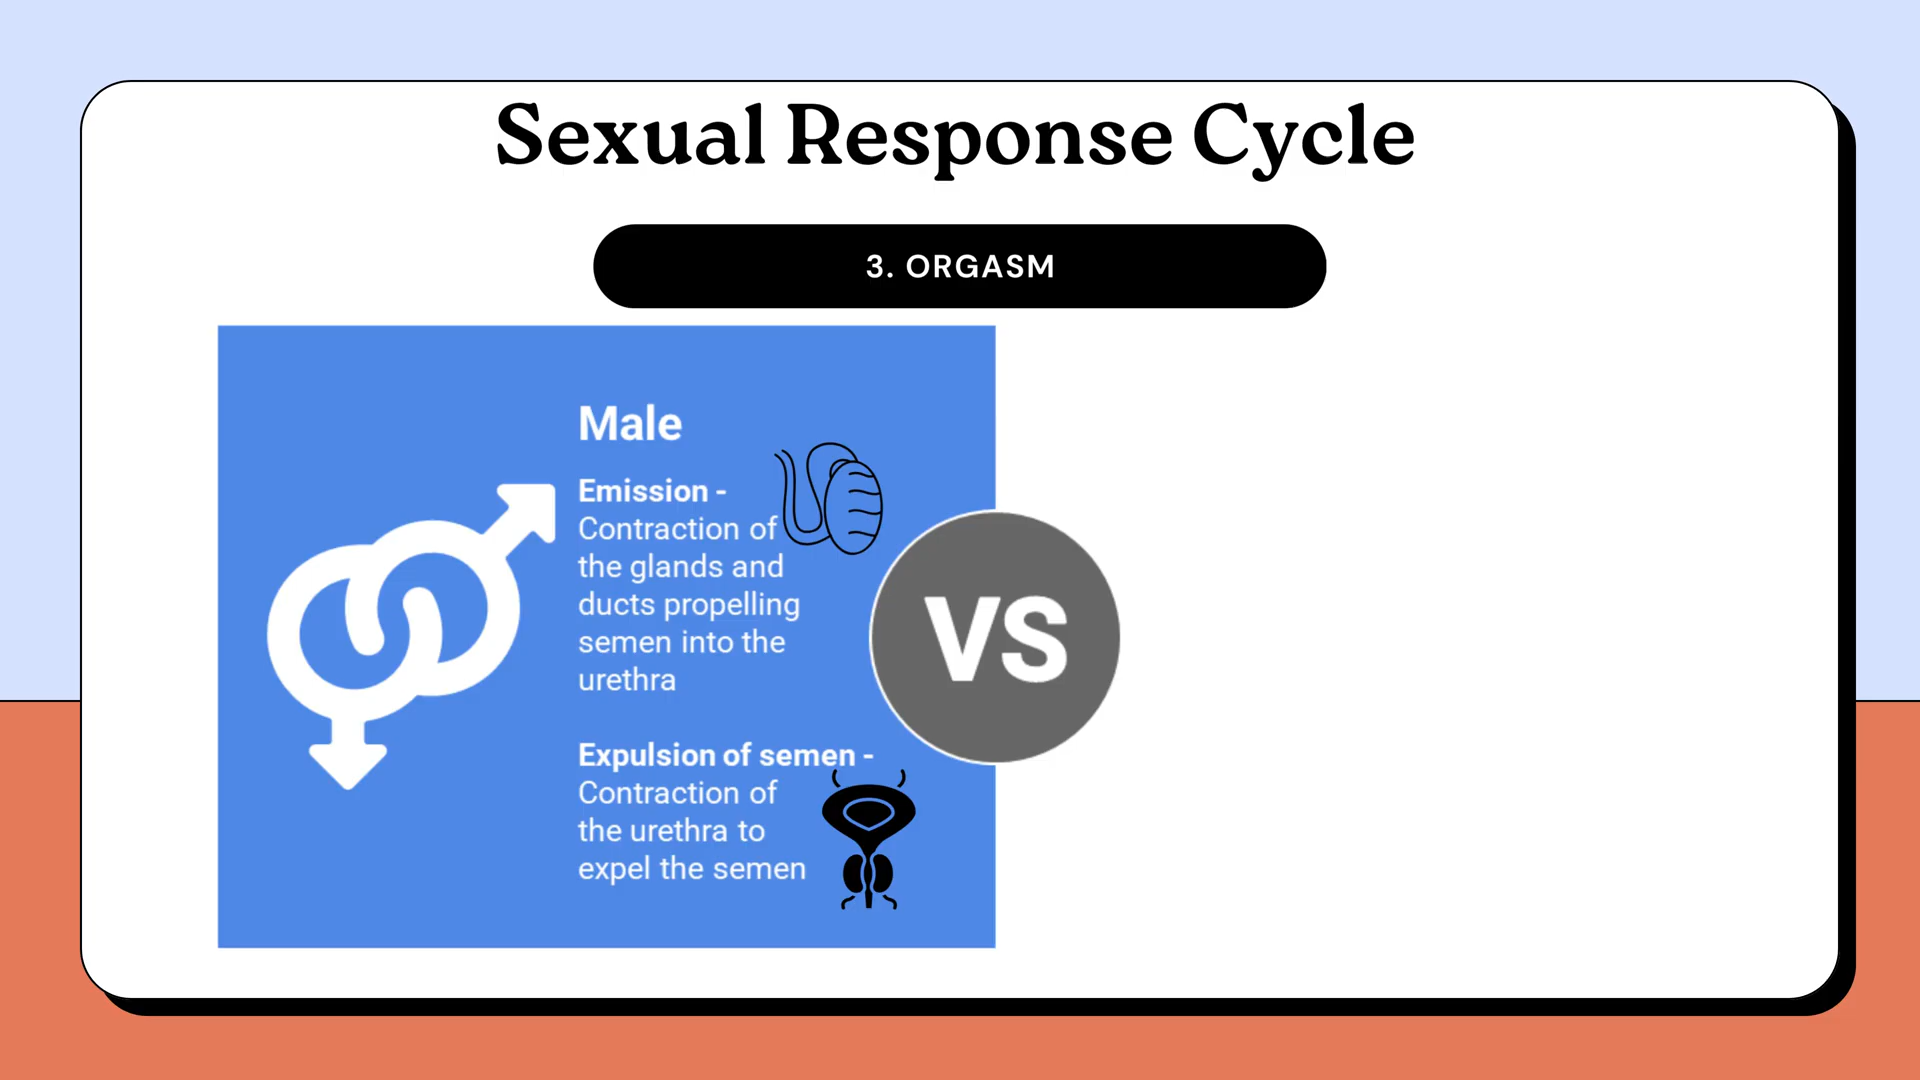 Sexual Response Cycle
3. ORGASM
Male
Emission -
Contraction of
the glands and
ducts propelling
semen into the
urethra
Expulsion of semen -
Contraction of
the urethra to
expel the semen
VS